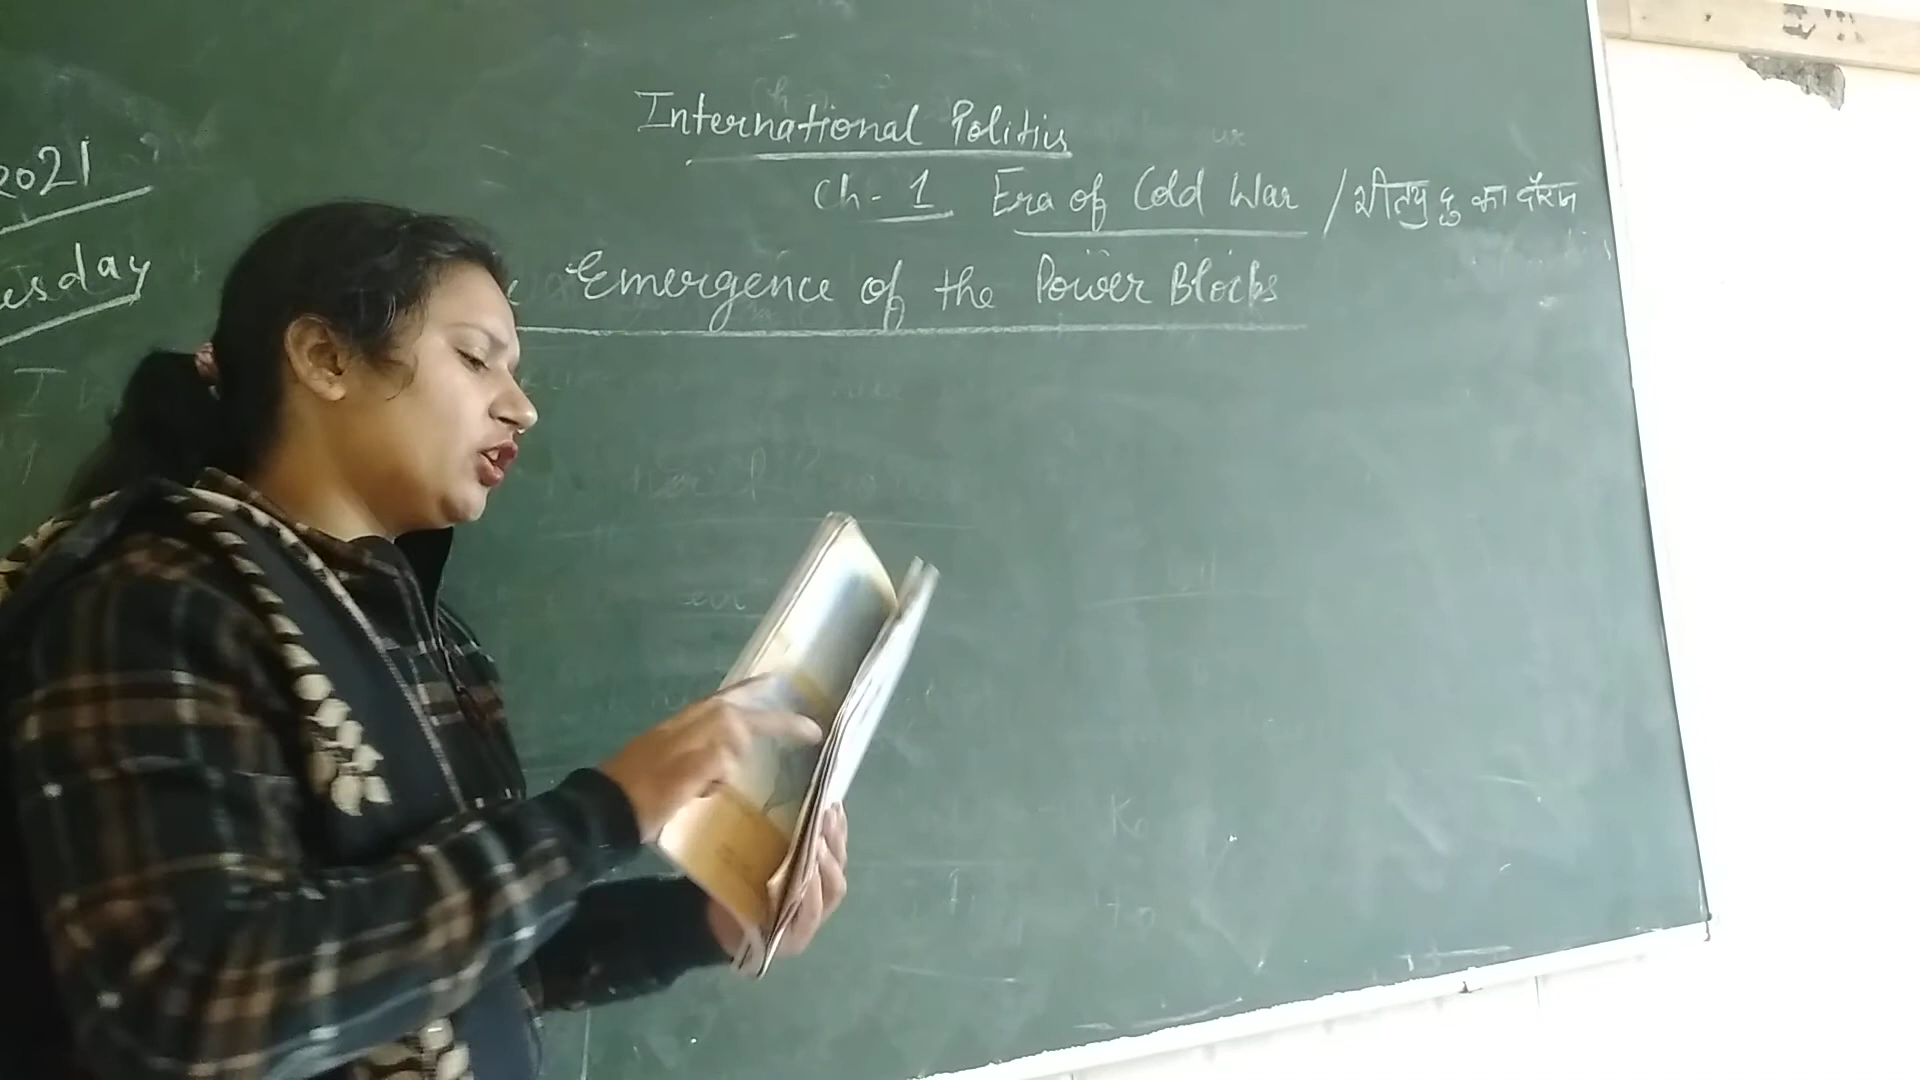 2021
International Politics
esday
Ch - 1 Era of Cold War / शीतयुद्ध का दौर
Emergence of the Power Blocks